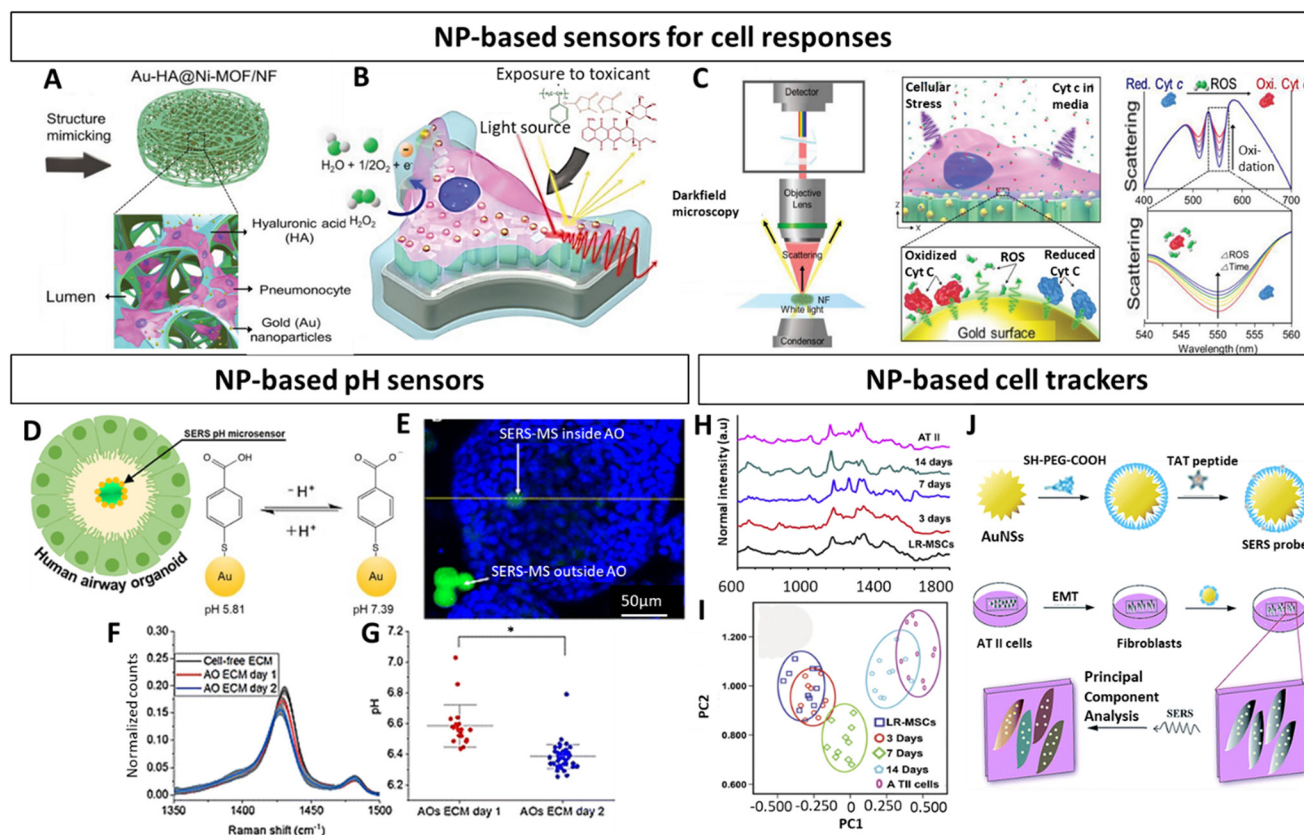 NP-based sensors for cell responses
A
Au-HA@Ni-MOF/NF
Structure
mimicking
Hyaluronic acid
(HA)
Lumen
Pneumonocyte
Gold (Au)
nanoparticles
B
Exposure to toxicant
Light source
H₂O + 1/2O₂ + e⁻
H₂O₂
C
Detector
Darkfield
microscopy
Objective
Lens
Scattering
NF
White light
Condensor
Cellular
Stress
Cyt c in
media
Z
X
Oxidized
Cyt C
ROS
Reduced
Cyt C
Gold surface
Red. Cyt c
ROS
Oxi. Cyt
Scattering
Oxi-
dation
400 500 600 700
Scattering
△ROS
△Time
540 545 550 555 560
Wavelength (nm)
NP-based pH sensors
D
SERS pH microsensor
Human airway organoid
O
OH
S
Au
pH 5.81
−H⁺
+H⁺
O
O⁻
S
Au
pH 7.39
E
SERS-MS inside AO
SERS-MS outside AO
50μm
F
Normalized counts
0.30
0.25
0.20
0.15
0.10
0.05
0.00
Cell-free ECM
AO ECM day 1
AO ECM day 2
1350 1400 1450 1500
Raman shift (cm⁻¹)
G
*
pH
7.2
7.0
6.8
6.6
6.4
6.2
AOs ECM day 1 AOs ECM day 2
NP-based cell trackers
H
Normal intensity (a.u)
AT II
14 days
7 days
3 days
LR-MSCs
600 1000 1400 1800
I
PC2
1.200
1.000
0.800
0.600
LR-MSCs
3 Days
7 Days
14 Days
A TII cells
-0.500 -0.250 0 0.250 0.500
PC1
J
SH-PEG-COOH
TAT peptide
AuNSs
SERS probe
EMT
AT II cells
Fibroblasts
Principal
Component
Analysis
SERS